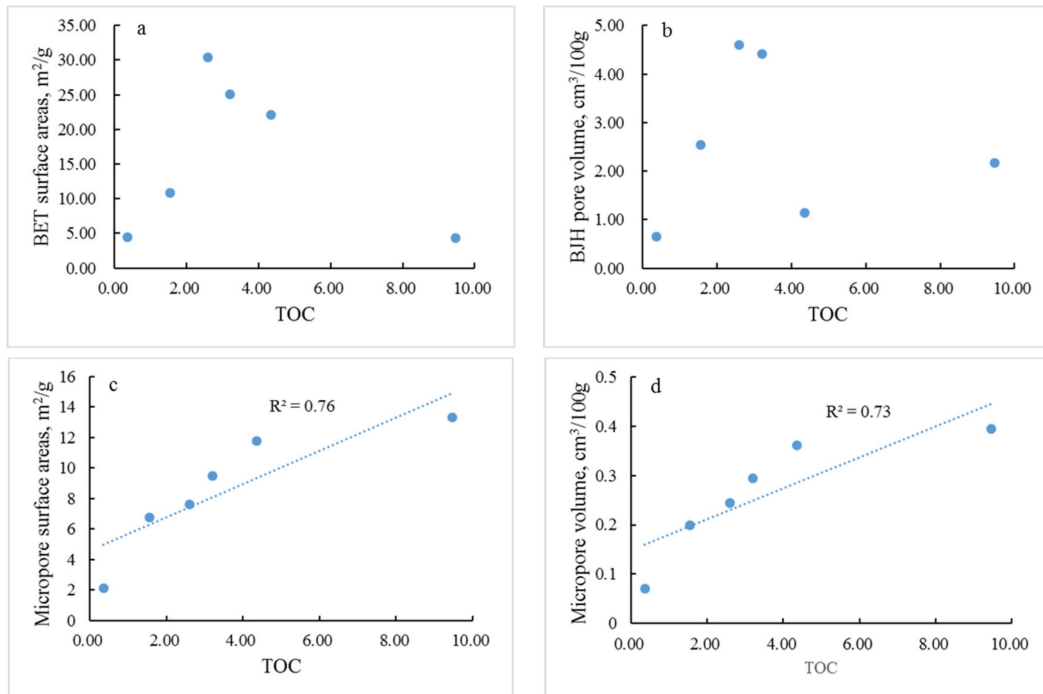 a
BET surface areas, m²/g
35.00
30.00
25.00
20.00
15.00
10.00
5.00
0.00
0.00 2.00 4.00 6.00 8.00 10.00
TOC
b
BJH pore volume, cm³/100g
5.00
4.00
3.00
2.00
1.00
0.00
0.00 2.00 4.00 6.00 8.00 10.00
TOC
c
Micropore surface areas, m²/g
16
14
12
10
8
6
4
2
0
R² = 0.76
0.00 2.00 4.00 6.00 8.00 10.00
TOC
d
Micropore volume, cm³/100g
0.5
0.4
0.3
0.2
0.1
0
R² = 0.73
0.00 2.00 4.00 6.00 8.00 10.00
TOC